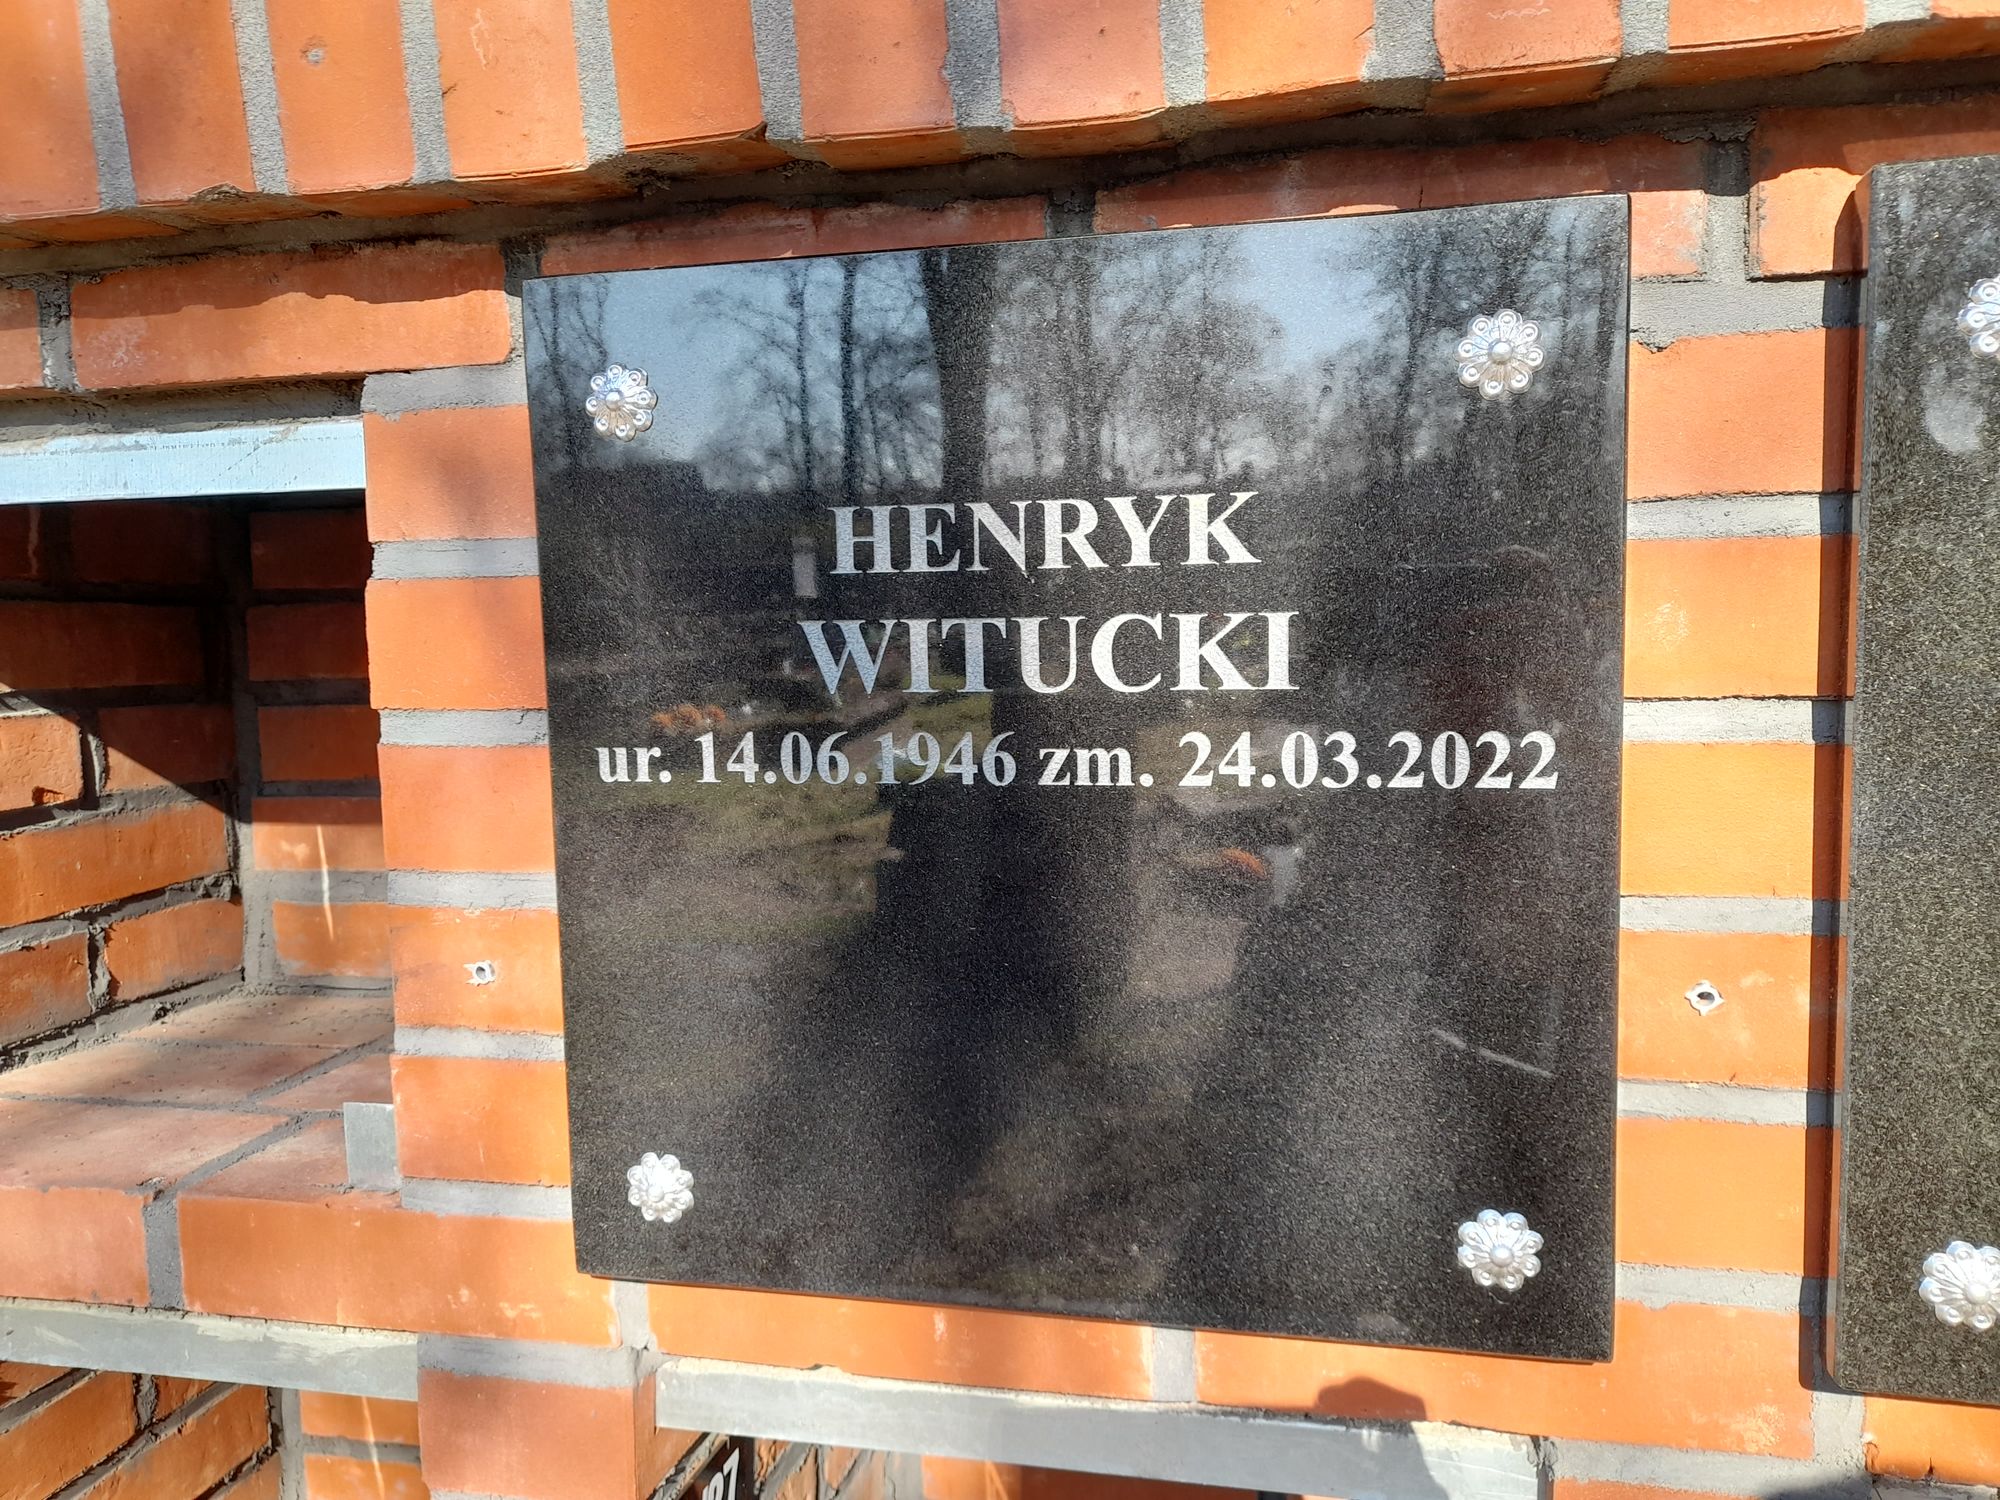 HENRYK
WITUCKI
ur. 14.06.1946 zm. 24.03.2022